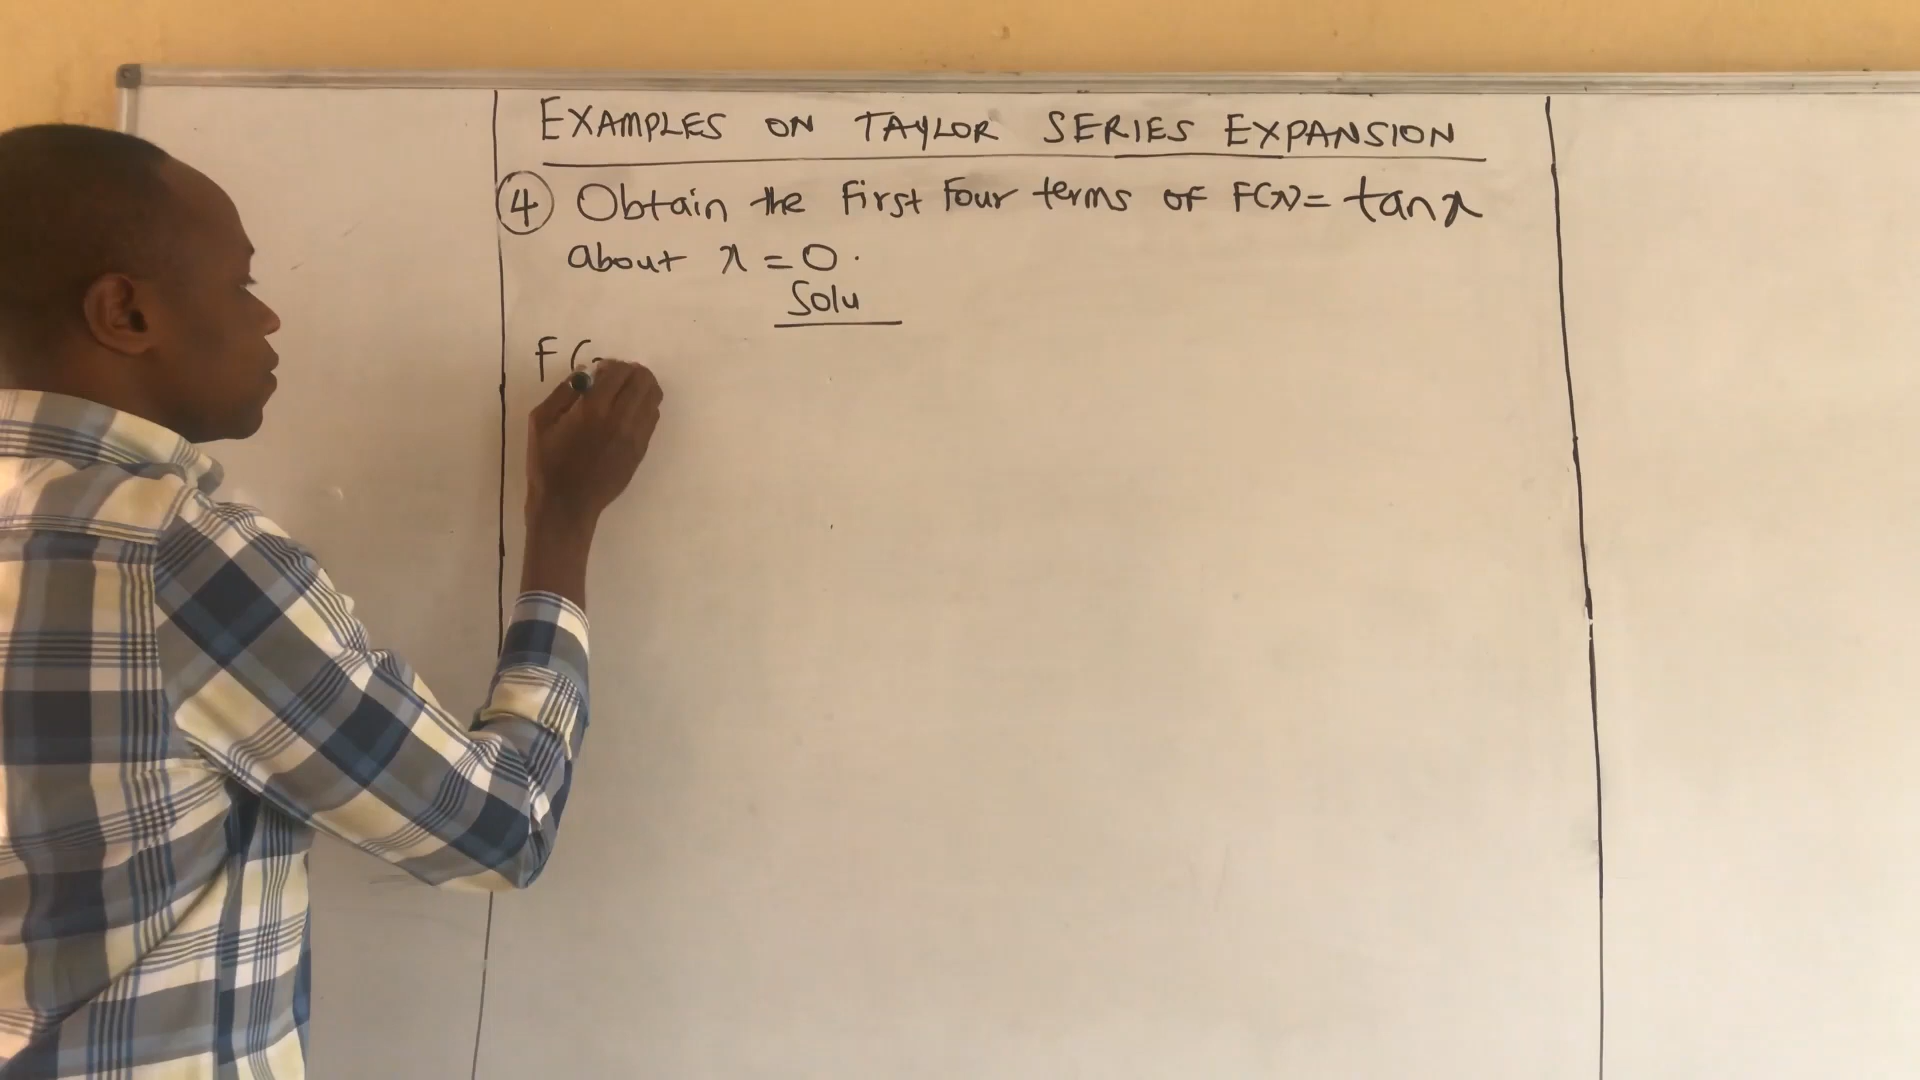 EXAMPLES ON TAYLOR SERIES EXPANSION
④ Obtain the First Four terms of F(x) = tan x
about x = 0.
Solu
F(